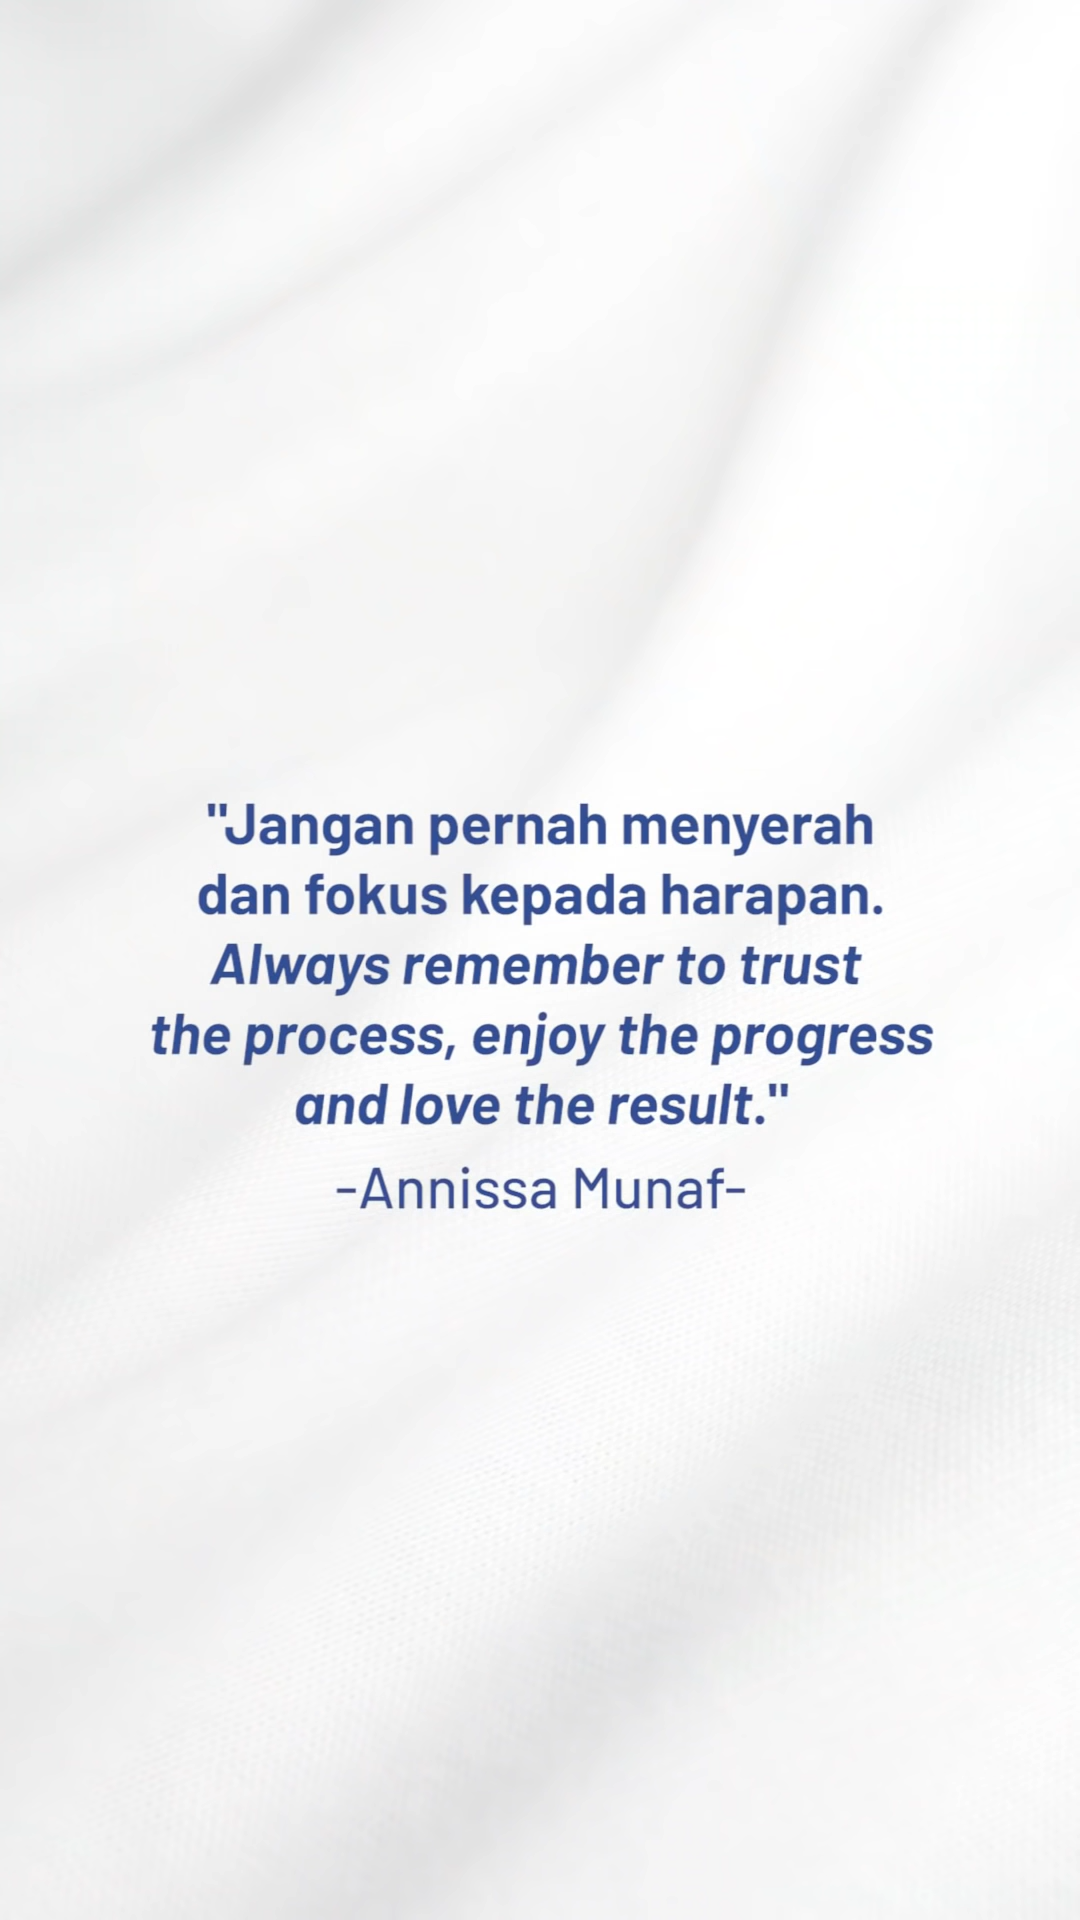 "Jangan pernah menyerah
dan fokus kepada harapan.
Always remember to trust
the process, enjoy the progress
and love the result."
-Annissa Munaf-